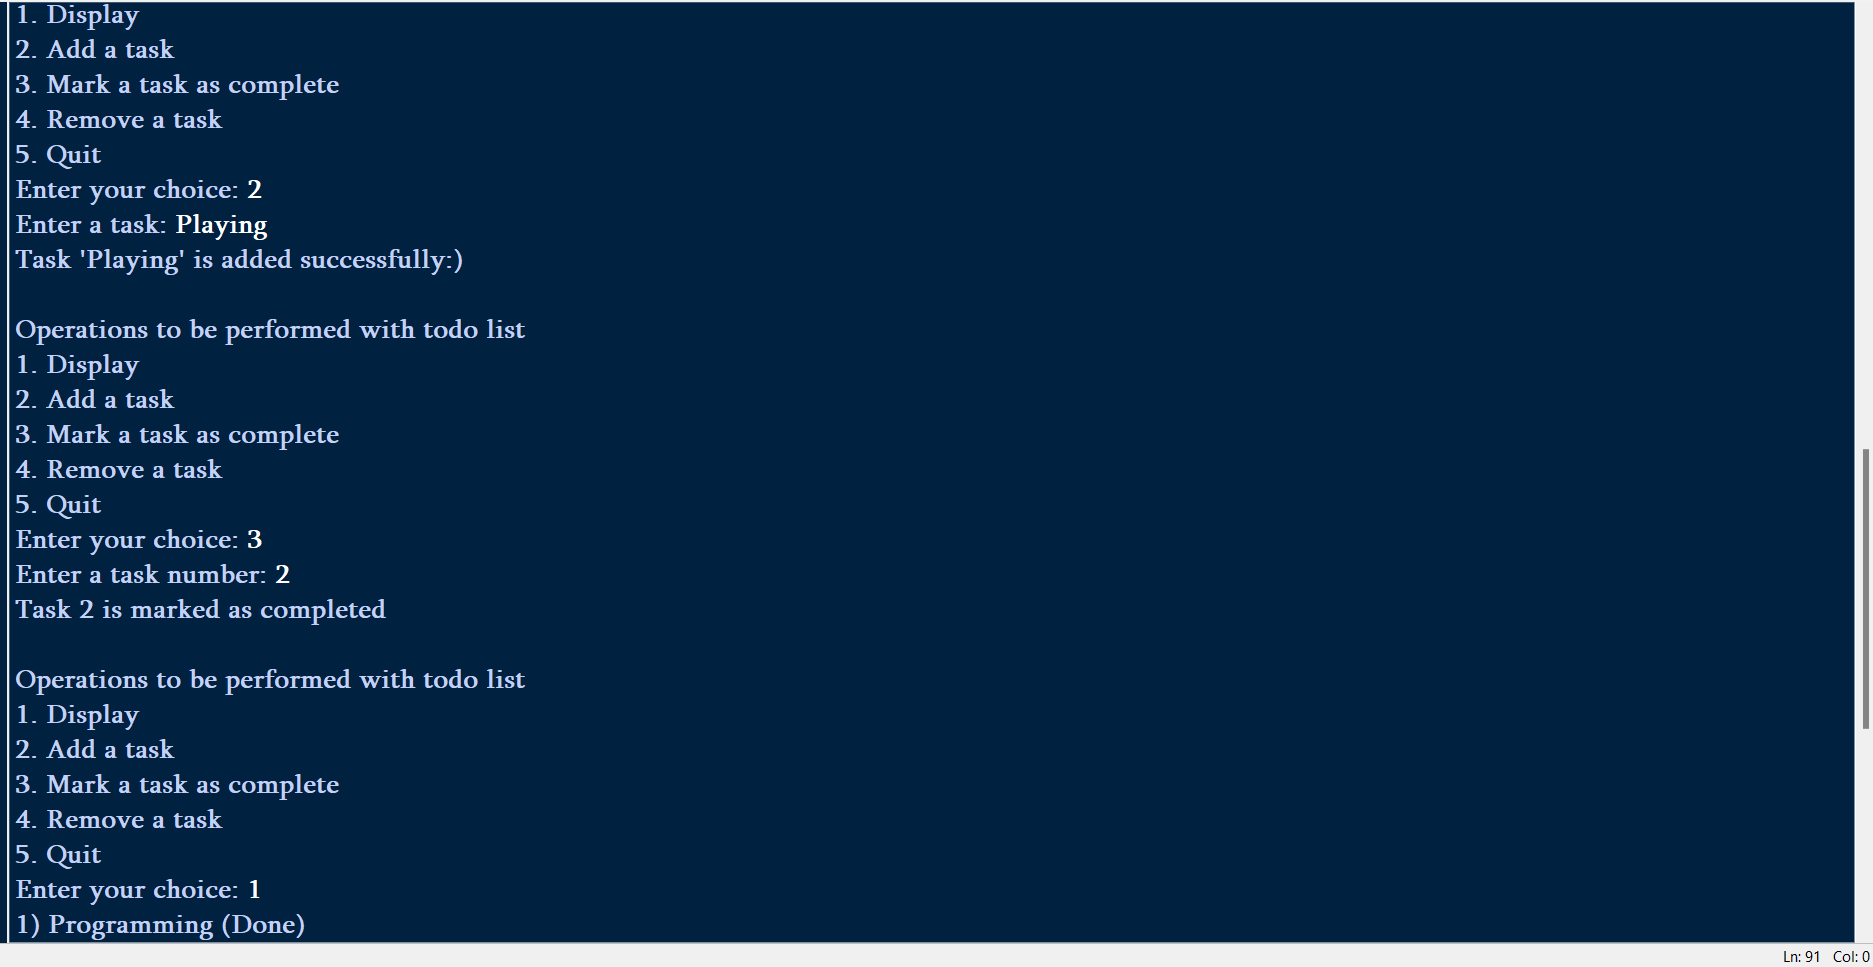 1. Display
2. Add a task
3. Mark a task as complete
4. Remove a task
5. Quit
Enter your choice: 2
Enter a task: Playing
Task 'Playing' is added successfully:)
Operations to be performed with todo list
1. Display
2. Add a task
3. Mark a task as complete
4. Remove a task
5. Quit
Enter your choice: 3
Enter a task number: 2
Task 2 is marked as completed
Operations to be performed with todo list
1. Display
2. Add a task
3. Mark a task as complete
4. Remove a task
5. Quit
Enter your choice: 1
1) Programming (Done)
Ln: 91 Col: 0